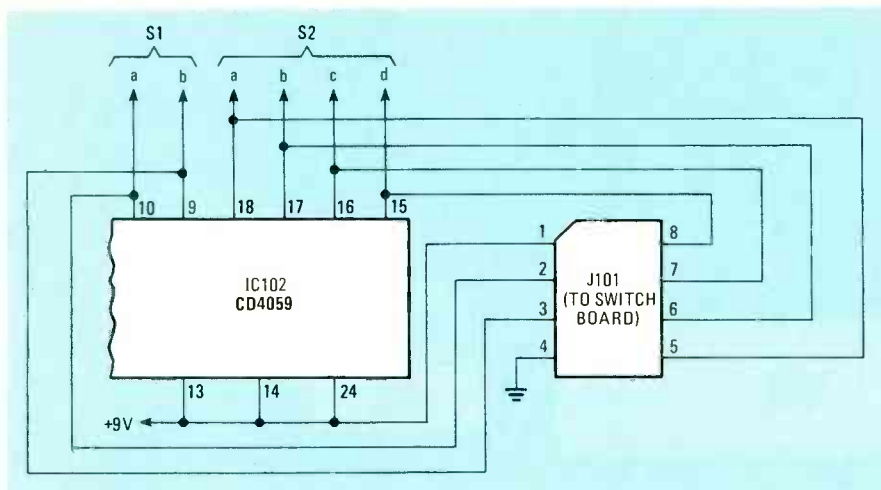 S1 S2
a b a b c d
10 9 18 17 16 15
1 8
2 7
3 6
4 5
IC102
CD4059
J101
(TO SWITCH
BOARD)
13 14 24
+9V